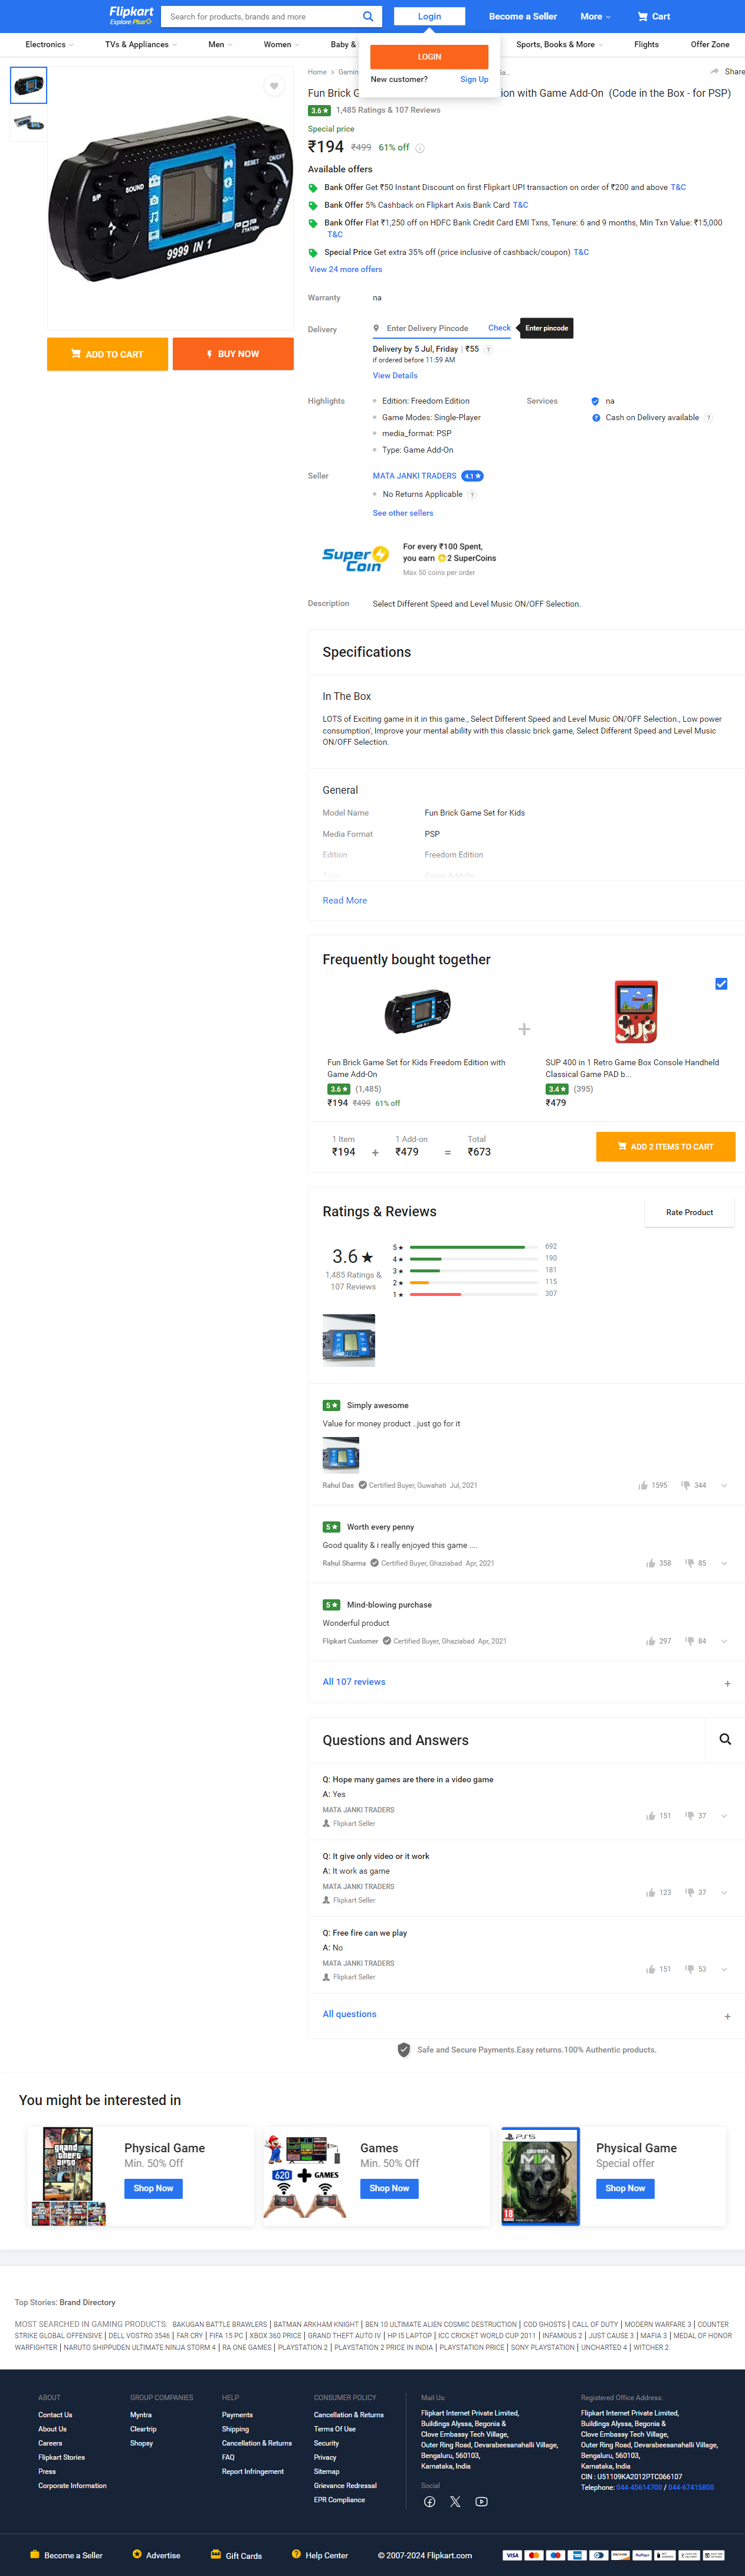 Flipkart
Explore Plus
Search for products, brands and more
Login
Become a Seller
More
Cart
Electronics
TVs & Appliances
Men
Women
Baby &
Sports, Books & More
Flights
Offer Zone
LOGIN
New customer? Sign Up
Home
Gamin
Share
Fun Brick G
ion with Game Add-On (Code in the Box - for PSP)
3.6 ★ 1,485 Ratings & 107 Reviews
Special price
₹194 ₹499 61% off
Available offers
Bank Offer Get ₹50 Instant Discount on first Flipkart UPI transaction on order of ₹200 and above T&C
Bank Offer 5% Cashback on Flipkart Axis Bank Card T&C
Bank Offer Flat ₹1,250 off on HDFC Bank Credit Card EMI Txns, Tenure: 6 and 9 months, Min Txn Value: ₹15,000
T&C
Special Price Get extra 35% off (price inclusive of cashback/coupon) T&C
View 24 more offers
SELECT
START
RESET
ON/OFF
S/P
SOUND
PDP
STATION
9999 IN 1
ADD TO CART
BUY NOW
Warranty na
Delivery Enter Delivery Pincode Check Enter pincode
Delivery by 5 Jul, Friday | ₹55 ?
if ordered before 11:59 AM
View Details
Highlights
Edition: Freedom Edition
Game Modes: Single-Player
media_format: PSP
Type: Game Add-On
Services
na
Cash on Delivery available ?
Seller MATA JANKI TRADERS 4.1 ★
No Returns Applicable ?
See other sellers
Super Coin
For every ₹100 Spent,
you earn 2 SuperCoins
Max 50 coins per order
Description Select Different Speed and Level Music ON/OFF Selection.
Specifications
In The Box
LOTS of Exciting game in it in this game., Select Different Speed and Level Music ON/OFF Selection., Low power
consumption', Improve your mental ability with this classic brick game, Select Different Speed and Level Music
ON/OFF Selection.
General
Model Name Fun Brick Game Set for Kids
Media Format PSP
Edition Freedom Edition
Type Game Add-On
Read More
Frequently bought together
Fun Brick Game Set for Kids Freedom Edition with
Game Add-On
3.6 ★ (1,485)
₹194 ₹499 61% off
+
SUP 400 in 1 Retro Game Box Console Handheld
Classical Game PAD b...
3.4 ★ (395)
₹479
1 Item
₹194
+
1 Add-on
₹479
=
Total
₹673
ADD 2 ITEMS TO CART
Ratings & Reviews
Rate Product
3.6 ★
1,485 Ratings &
107 Reviews
5 ★ 692
4 ★ 190
3 ★ 181
2 ★ 115
1 ★ 307
5 ★ Simply awesome
Value for money product ..just go for it
Rahul Das Certified Buyer, Guwahati Jul, 2021 1595 344
5 ★ Worth every penny
Good quality & i really enjoyed this game ....
Rahul Sharma Certified Buyer, Ghaziabad Apr, 2021 358 85
5 ★ Mind-blowing purchase
Wonderful product
Flipkart Customer Certified Buyer, Ghaziabad Apr, 2021 297 84
All 107 reviews +
Questions and Answers
Q: Hope many games are there in a video game
A: Yes
MATA JANKI TRADERS
Flipkart Seller
151 37
Q: It give only video or it work
A: It work as game
MATA JANKI TRADERS
Flipkart Seller
123 37
Q: Free fire can we play
A: No
MATA JANKI TRADERS
Flipkart Seller
151 53
All questions +
Safe and Secure Payments.Easy returns.100% Authentic products.
You might be interested in
Physical Game
Min. 50% Off
Shop Now
Games
Min. 50% Off
Shop Now
620 + GAMES
Physical Game
Special offer
Shop Now
PS5
Top Stories: Brand Directory
MOST SEARCHED IN GAMING PRODUCTS: BAKUGAN BATTLE BRAWLERS | BATMAN ARKHAM KNIGHT | BEN 10 ULTIMATE ALIEN COSMIC DESTRUCTION | COD GHOSTS | CALL OF DUTY | MODERN WARFARE 3 | COUNTER
STRIKE GLOBAL OFFENSIVE | DELL VOSTRO 3546 | FAR CRY | FIFA 15 PC | XBOX 360 PRICE | GRAND THEFT AUTO IV | HP I5 LAPTOP | ICC CRICKET WORLD CUP 2011 | INFAMOUS 2 | JUST CAUSE 3 | MAFIA 3 | MEDAL OF HONOR
WARFIGHTER | NARUTO SHIPPUDEN ULTIMATE NINJA STORM 4 | RA ONE GAMES | PLAYSTATION 2 | PLAYSTATION 2 PRICE IN INDIA | PLAYSTATION PRICE | SONY PLAYSTATION | UNCHARTED 4 | WITCHER 2
ABOUT
Contact Us
About Us
Careers
Flipkart Stories
Press
Corporate Information
GROUP COMPANIES
Myntra
Cleartrip
Shopsy
HELP
Payments
Shipping
Cancellation & Returns
FAQ
Report Infringement
CONSUMER POLICY
Cancellation & Returns
Terms Of Use
Security
Privacy
Sitemap
Grievance Redressal
EPR Compliance
Mail Us:
Flipkart Internet Private Limited,
Buildings Alyssa, Begonia &
Clove Embassy Tech Village,
Outer Ring Road, Devarabeesanahalli Village,
Bengaluru, 560103,
Karnataka, India
Social
Registered Office Address:
Flipkart Internet Private Limited,
Buildings Alyssa, Begonia &
Clove Embassy Tech Village,
Outer Ring Road, Devarabeesanahalli Village,
Bengaluru, 560103,
Karnataka, India
CIN : U51109KA2012PTC066107
Telephone: 044-45614700 / 044-67415800
Become a Seller
Advertise
Gift Cards
Help Center
© 2007-2024 Flipkart.com
VISA